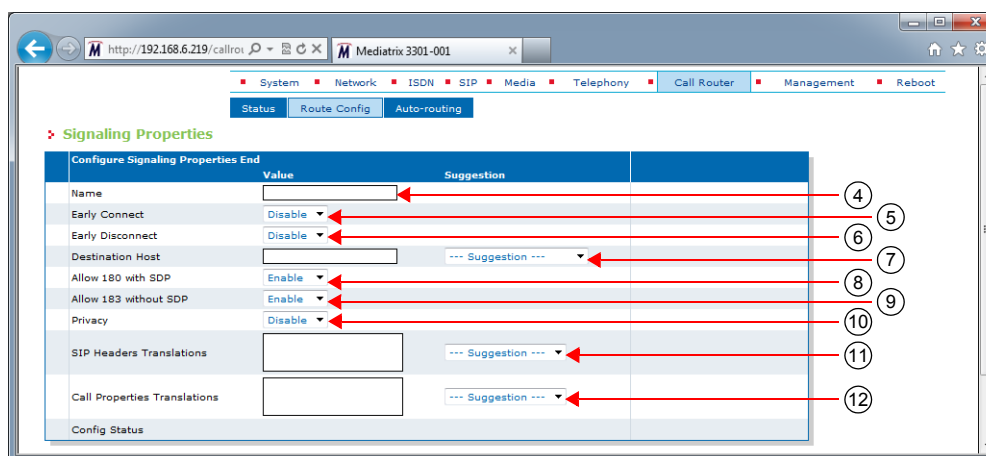 http://192.168.6.219/callrou
Mediatrix 3301-001
System Network ISDN SIP Media Telephony Call Router Management Reboot
Status Route Config Auto-routing
Signaling Properties
Configure Signaling Properties End
Value Suggestion
Name 4
Early Connect Disable 5
Early Disconnect Disable 6
Destination Host --- Suggestion --- 7
Allow 180 with SDP Enable 8
Allow 183 without SDP Enable 9
Privacy Disable 10
SIP Headers Translations --- Suggestion --- 11
Call Properties Translations --- Suggestion --- 12
Config Status